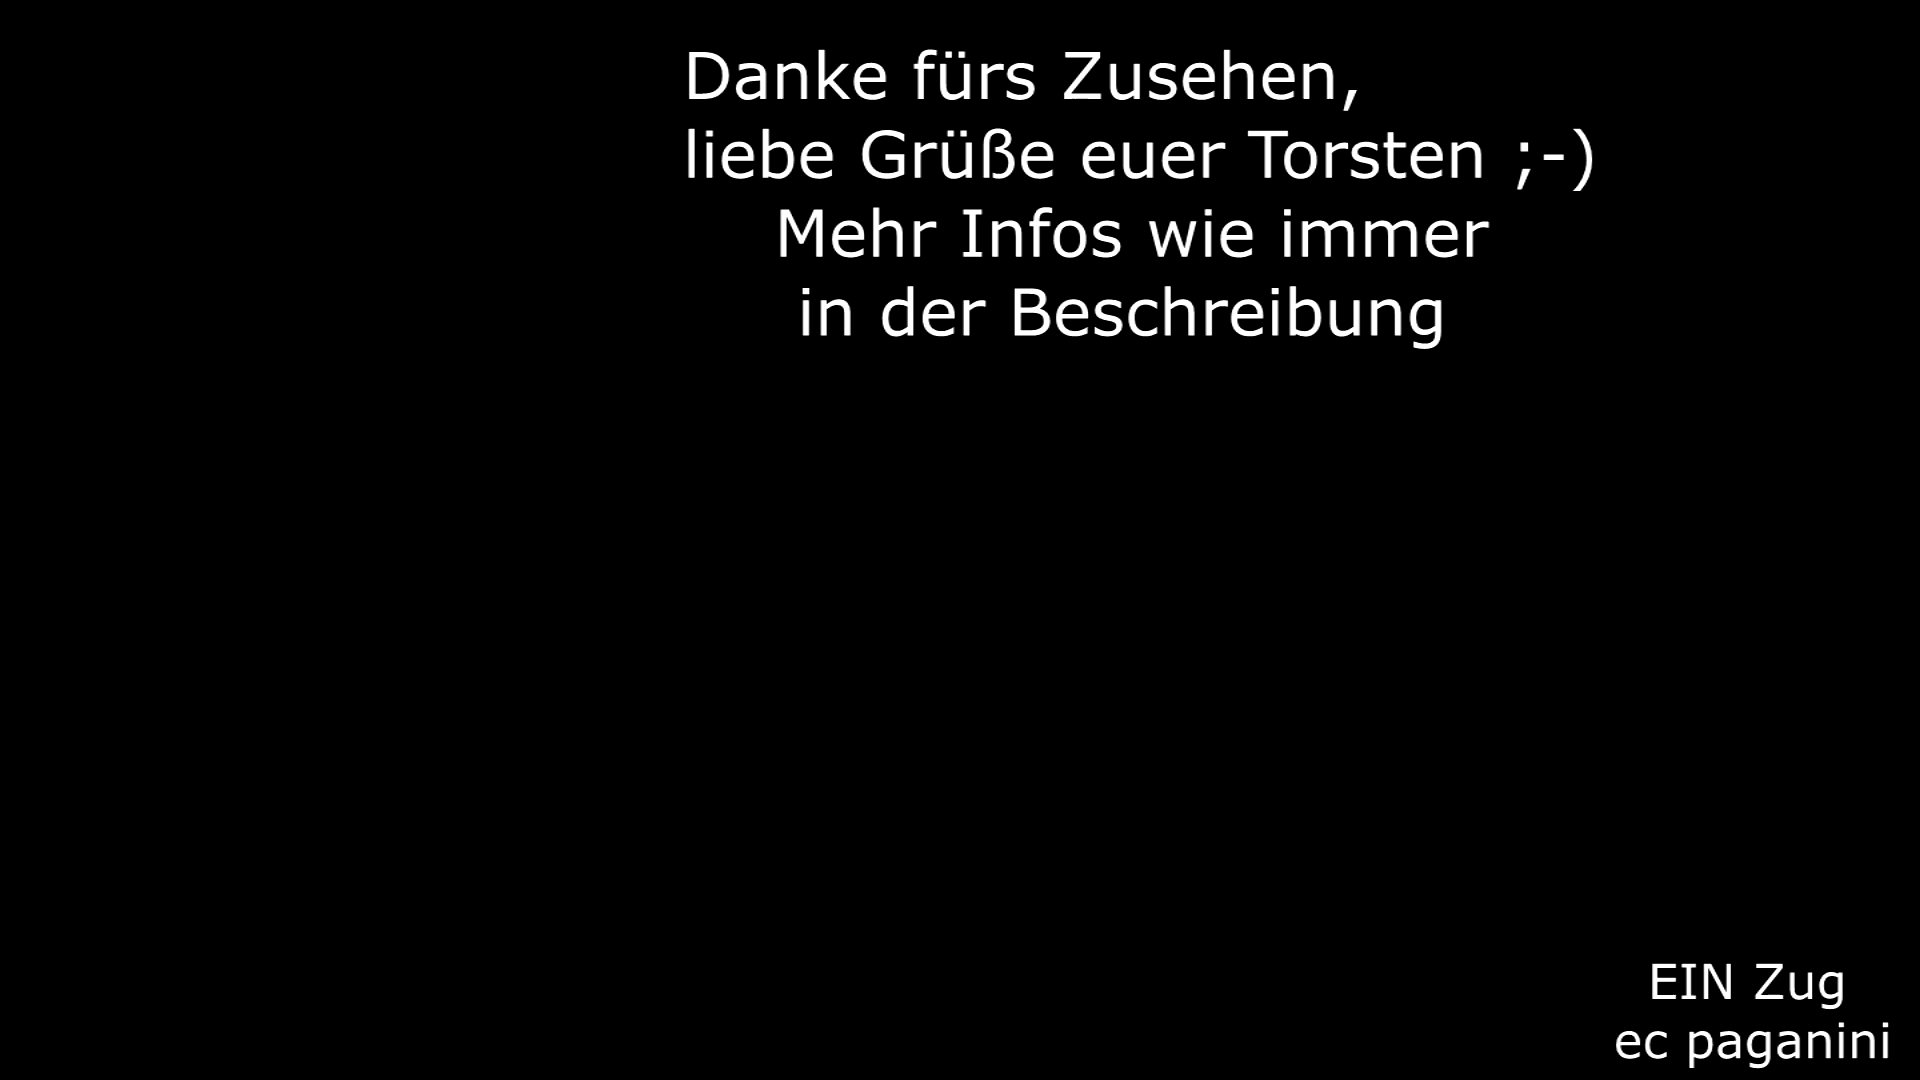 Danke fürs Zusehen,
liebe Grüße euer Torsten ;-)
Mehr Infos wie immer
in der Beschreibung
EIN Zug
ec paganini